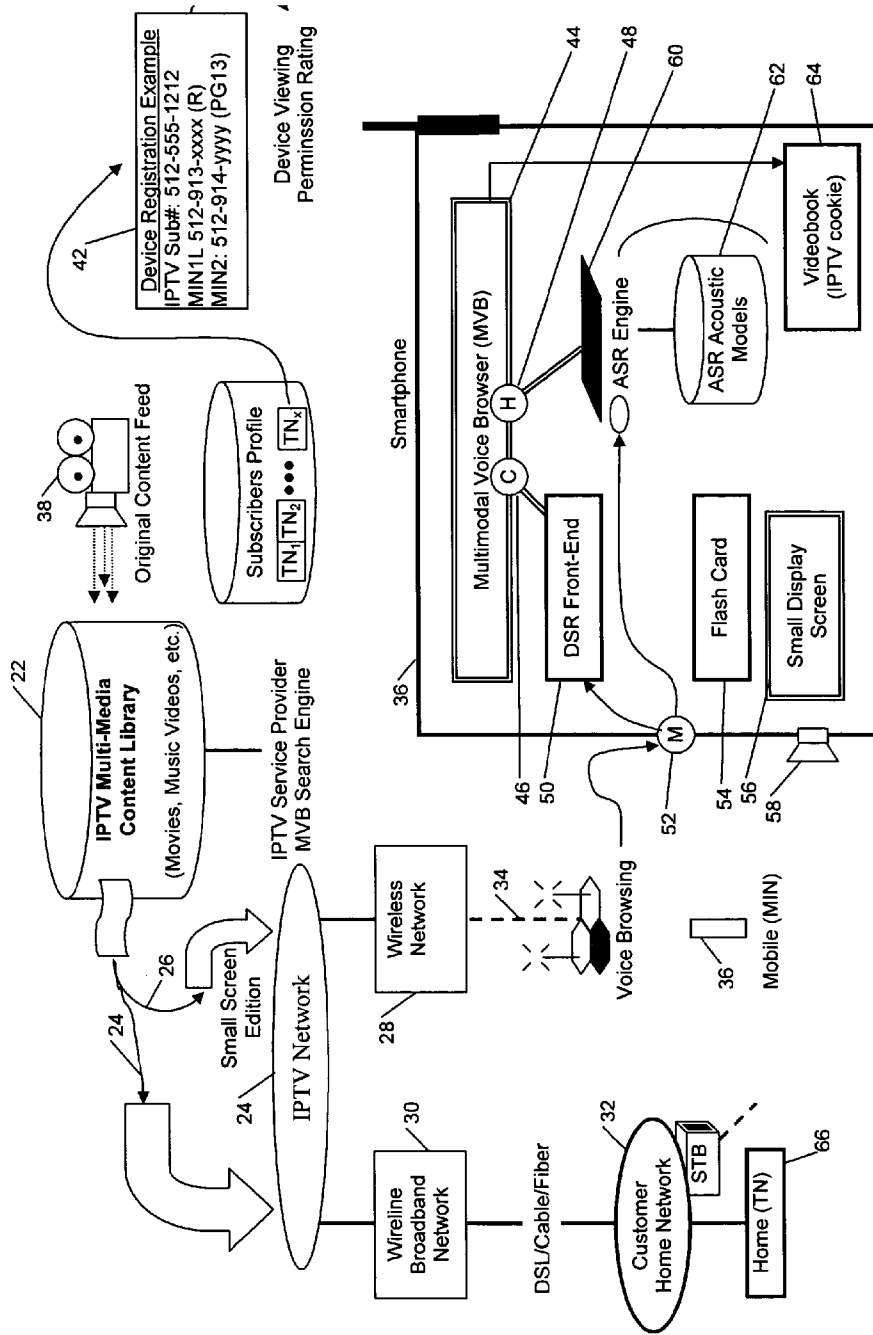 22
IPTV Multi-Media
Content Library
(Movies, Music Videos, etc.)
38
Original Content Feed
42
Device Registration Example
IPTV Sub#: 512-555-1212
MIN1L 512-913-xxxx (R)
MIN2: 512-914-yyyy (PG13)
Device Viewing
Perminssion Rating
Subscribers Profile
TN1 TN2 ••• TNx
24
26
Small Screen
Edition
IPTV Service Provider
MVB Search Engine
IPTV Network
24
30
Wireline
Broadband
Network
Wireless
Network
28
DSL/Cable/Fiber
34
Voice Browsing
32
Customer
Home Network
STB
Home (TN)
66
36
Mobile (MIN)
Smartphone
36
Multimodal Voice Browser (MVB)
44
C
H
48
46
60
DSR Front-End
50
ASR Engine
ASR Acoustic
Models
62
M
52
Flash Card
54
Small Display
Screen
56
58
Videobook
(IPTV cookie)
64